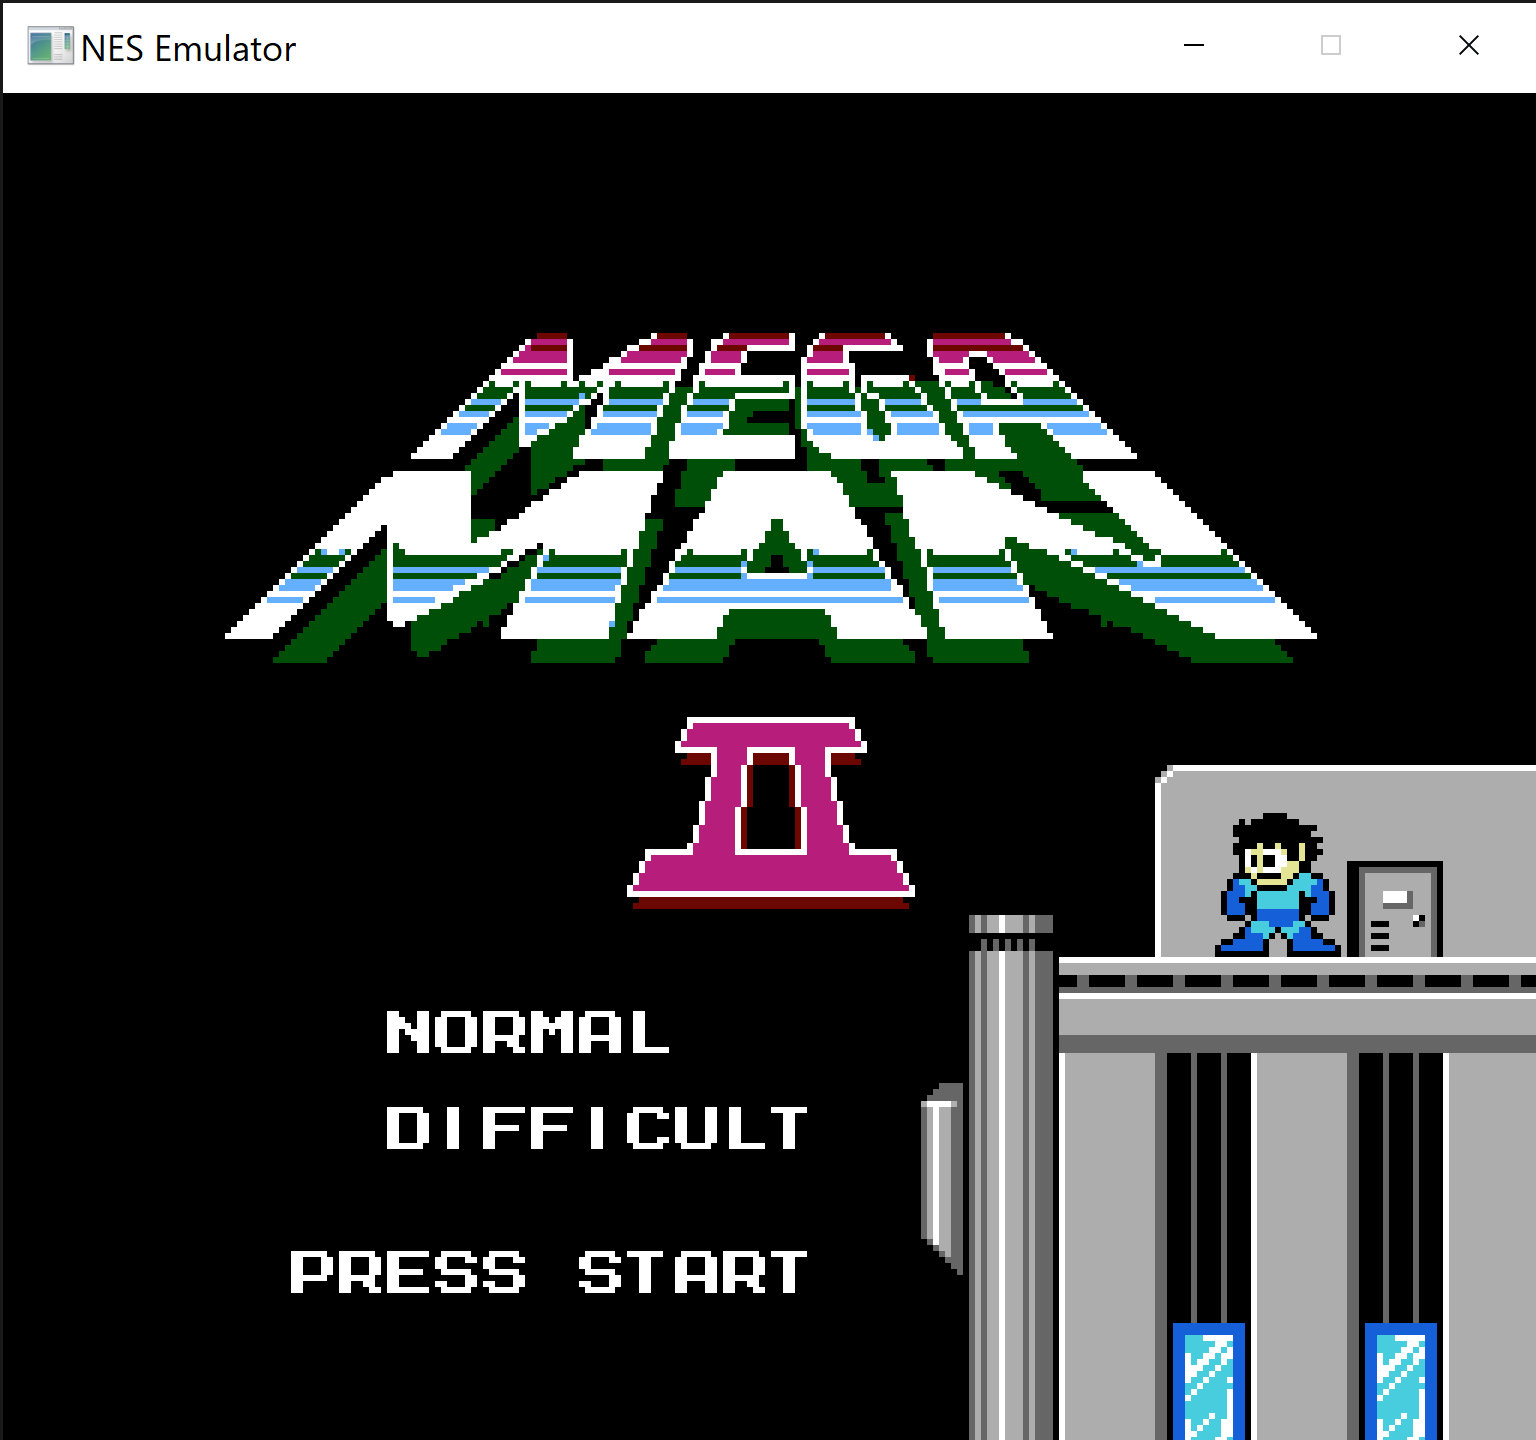 NES Emulator
MEGA
MAN
II
NORMAL
DIFFICULT
PRESS START